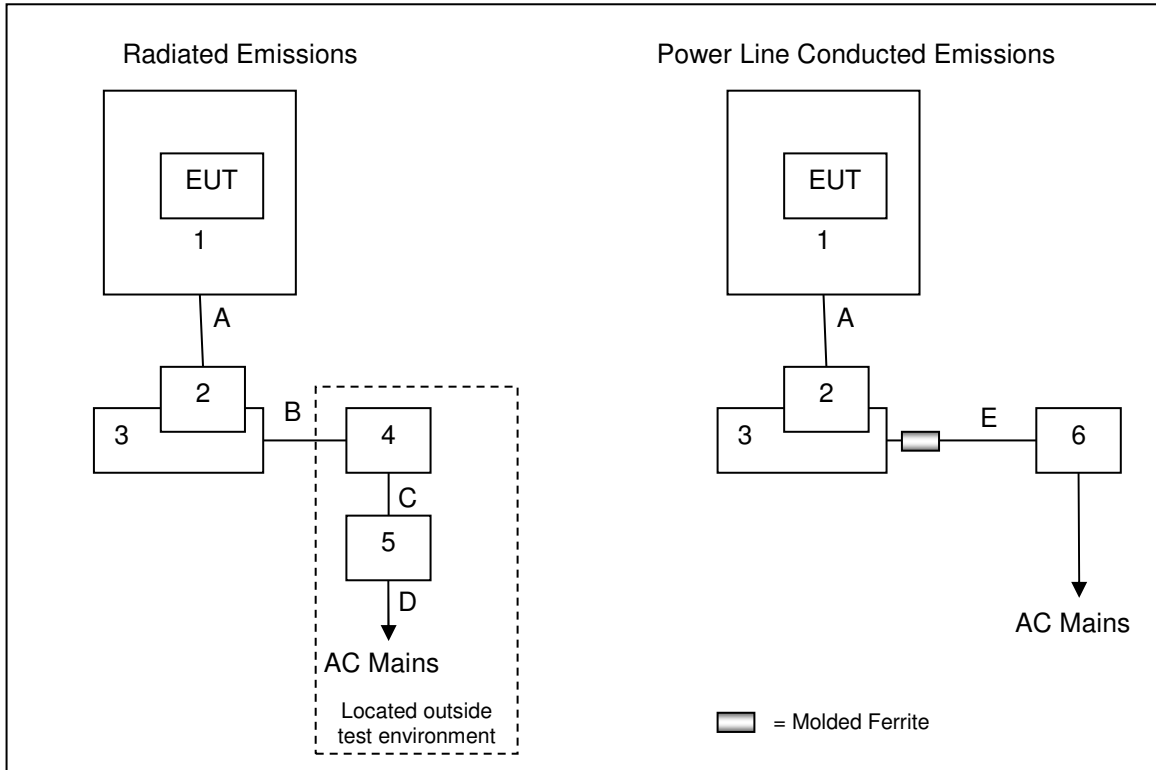 Radiated Emissions
EUT
1
A
2
3
B
4
C
5
D
AC Mains
Located outside
test environment
Power Line Conducted Emissions
EUT
1
A
2
3
E
6
AC Mains
= Molded Ferrite